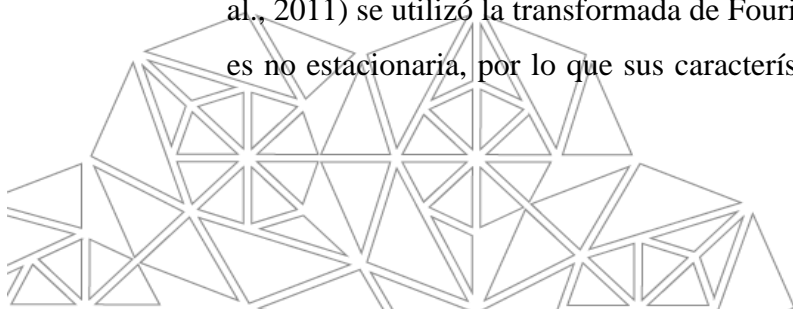 al., 2011) se utilizó la transformada de Fouri
es no estacionaria, por lo que sus caracterís